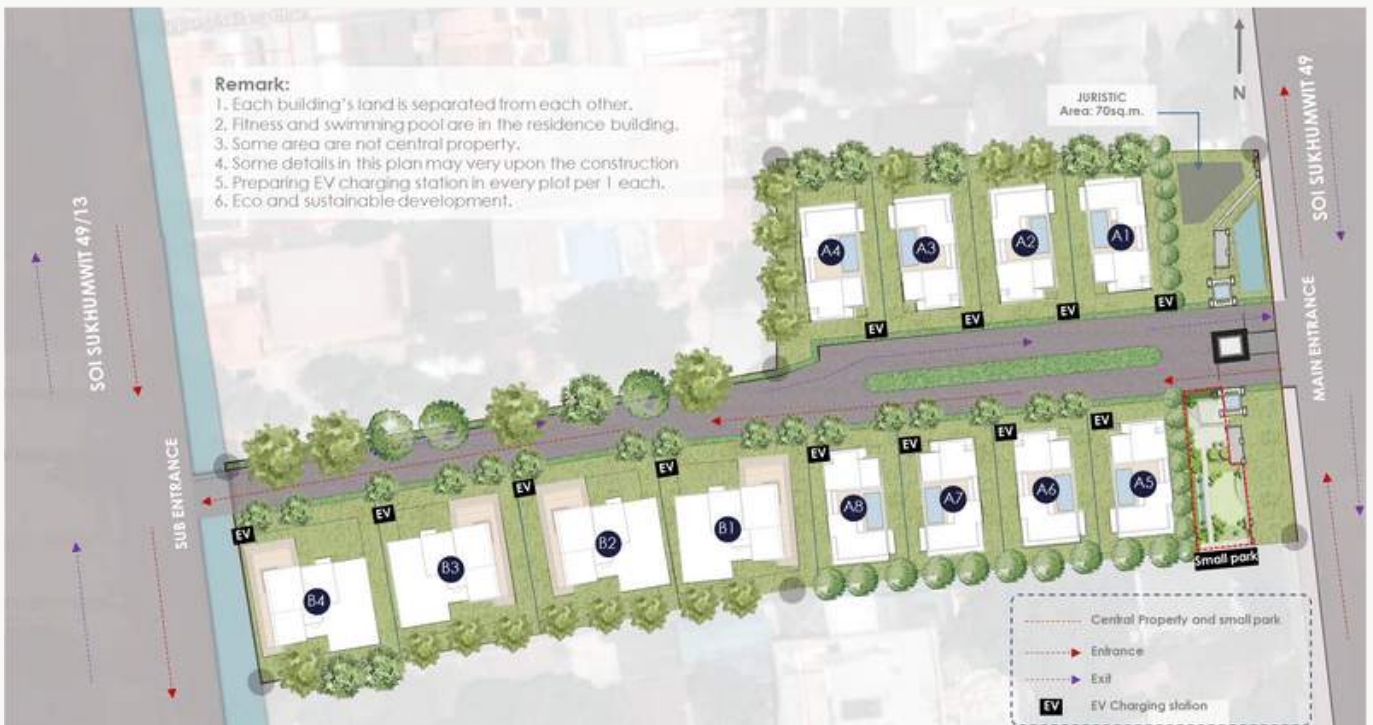 Remark:
1. Each building's land is separated from each other.
2. Fitness and swimming pool are in the residence building.
3. Some area are not central property.
4. Some details in this plan may very upon the construction
5. Preparing EV charging station in every plot per 1 each.
6. Eco and sustainable development.
JURISTIC
Area: 70sq.m.
N
SOI SUKHUMWIT 49
SOI SUKHUMWIT 49/13
A4
A3
A2
A1
EV
EV
EV
EV
MAIN ENTRANCE
SUB ENTRANCE
EV
EV
EV
EV
EV
EV
EV
EV
A8
A7
A6
A5
B1
B2
B3
B4
Small park
Central Property and small park
Entrance
Exit
EV
EV Charging station